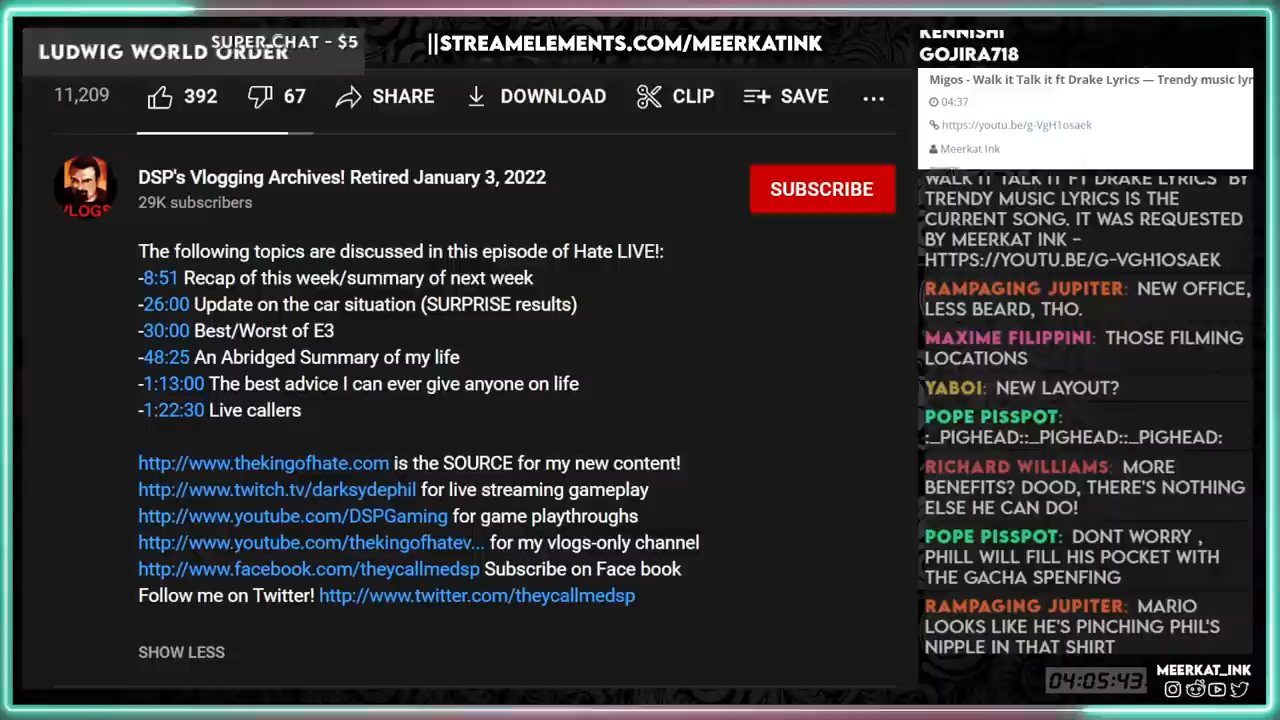 LUDWIG WORLD ORDER
SUPER CHAT - $5
||STREAMELEMENTS.COM/MEERKATINK
KENNISHI
GOJIRA718
11,209
392
67
SHARE
DOWNLOAD
CLIP
SAVE
...
Migos - Walk it Talk it ft Drake Lyrics — Trendy music lyr
04:37
https://youtu.be/g-VgH1osaek
Meerkat Ink
VLOGS
DSP's Vlogging Archives! Retired January 3, 2022
29K subscribers
SUBSCRIBE
The following topics are discussed in this episode of Hate LIVE!:
-8:51 Recap of this week/summary of next week
-26:00 Update on the car situation (SURPRISE results)
-30:00 Best/Worst of E3
-48:25 An Abridged Summary of my life
-1:13:00 The best advice I can ever give anyone on life
-1:22:30 Live callers
http://www.thekingofhate.com is the SOURCE for my new content!
http://www.twitch.tv/darksydephil for live streaming gameplay
http://www.youtube.com/DSPGaming for game playthroughs
http://www.youtube.com/thekingofhatev... for my vlogs-only channel
http://www.facebook.com/theycallmedsp Subscribe on Face book
Follow me on Twitter! http://www.twitter.com/theycallmedsp
SHOW LESS
WALK IT TALK IT FT DRAKE LYRICS BY
TRENDY MUSIC LYRICS IS THE
CURRENT SONG. IT WAS REQUESTED
BY MEERKAT INK -
HTTPS://YOUTU.BE/G-VGH1OSAEK
RAMPAGING JUPITER: NEW OFFICE,
LESS BEARD, THO.
MAXIME FILIPPINI: THOSE FILMING
LOCATIONS
YABOI: NEW LAYOUT?
POPE PISSPOT:
:_PIGHEAD::_PIGHEAD::_PIGHEAD:
RICHARD WILLIAMS: MORE
BENEFITS? DOOD, THERE'S NOTHING
ELSE HE CAN DO!
POPE PISSPOT: DONT WORRY ,
PHILL WILL FILL HIS POCKET WITH
THE GACHA SPENFING
RAMPAGING JUPITER: MARIO
LOOKS LIKE HE'S PINCHING PHIL'S
NIPPLE IN THAT SHIRT
04:05:43
MEERKAT_INK